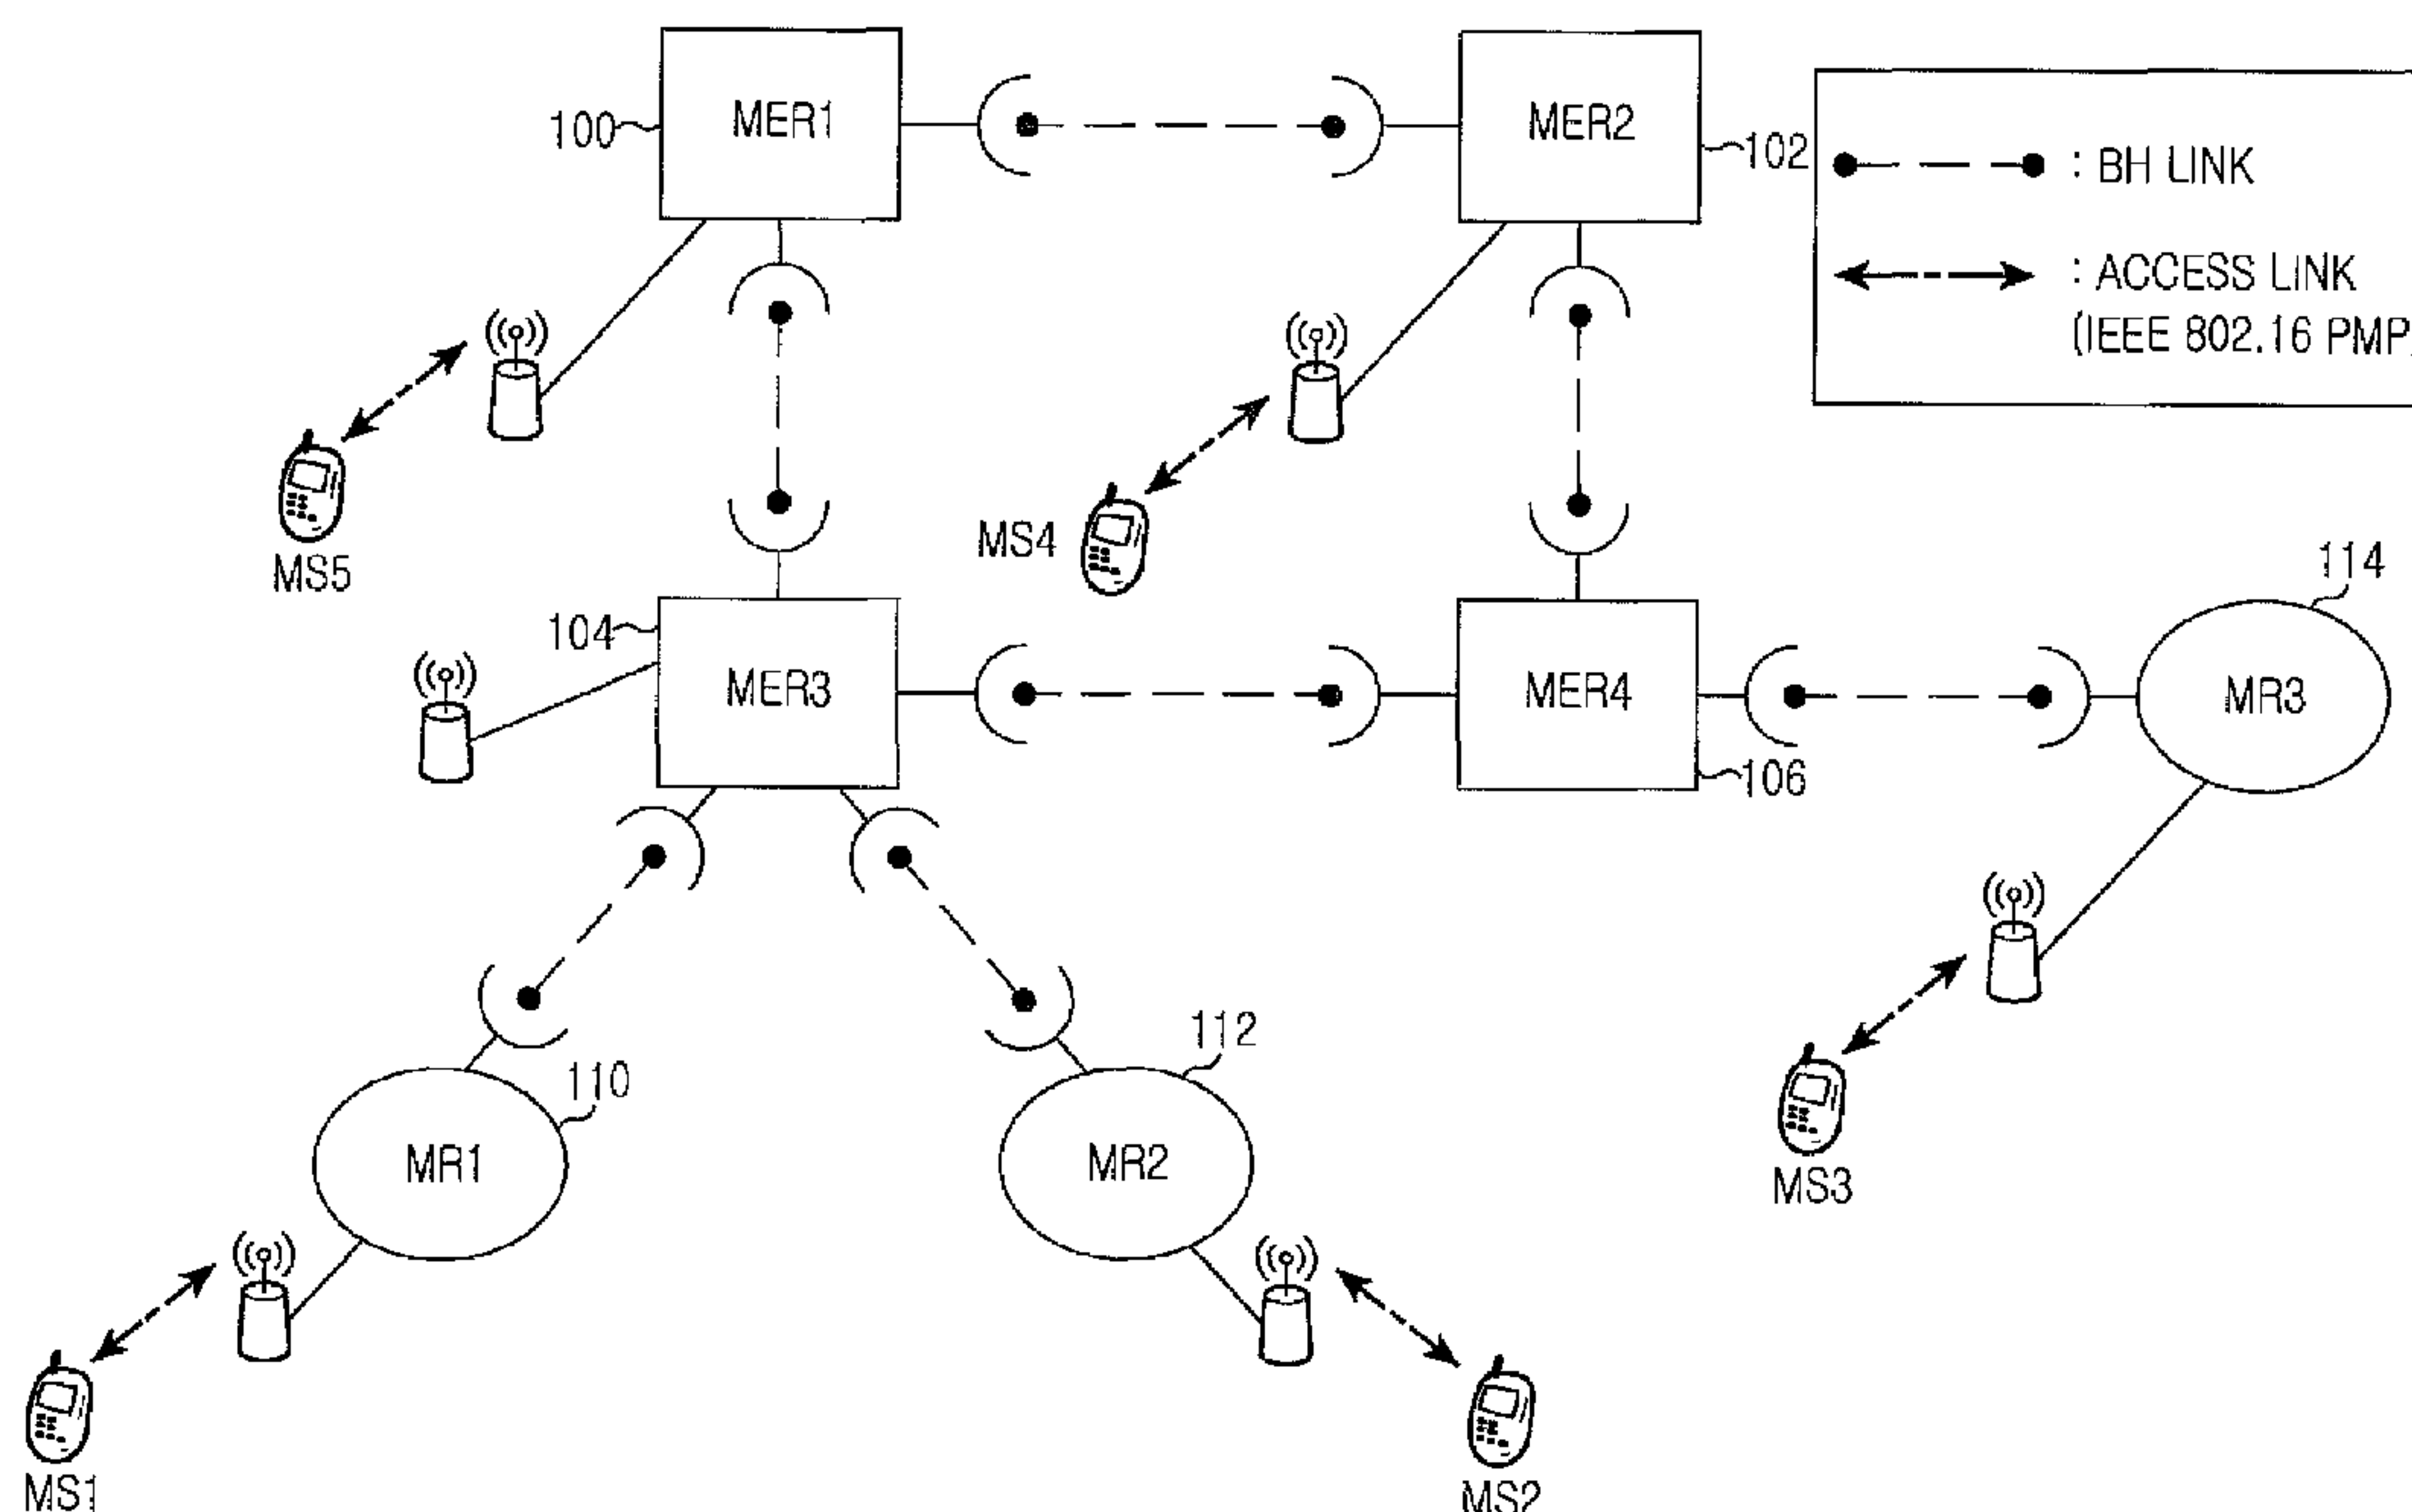 MER1
MER2
100
102
: BH LINK
: ACCESS LINK
(IEEE 802.16 PMP)
MS5
MS4
114
104
MER3
MER4
MR3
106
112
110
MR1
MR2
MS3
MS1
MS2